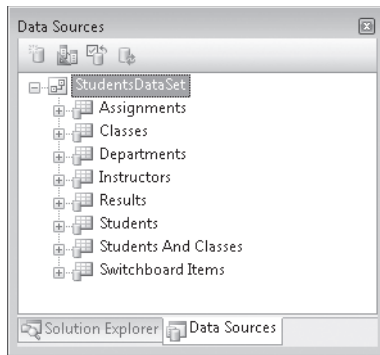 Data Sources
StudentsDataSet
Assignments
Classes
Departments
Instructors
Results
Students
Students And Classes
Switchboard Items
Solution Explorer Data Sources